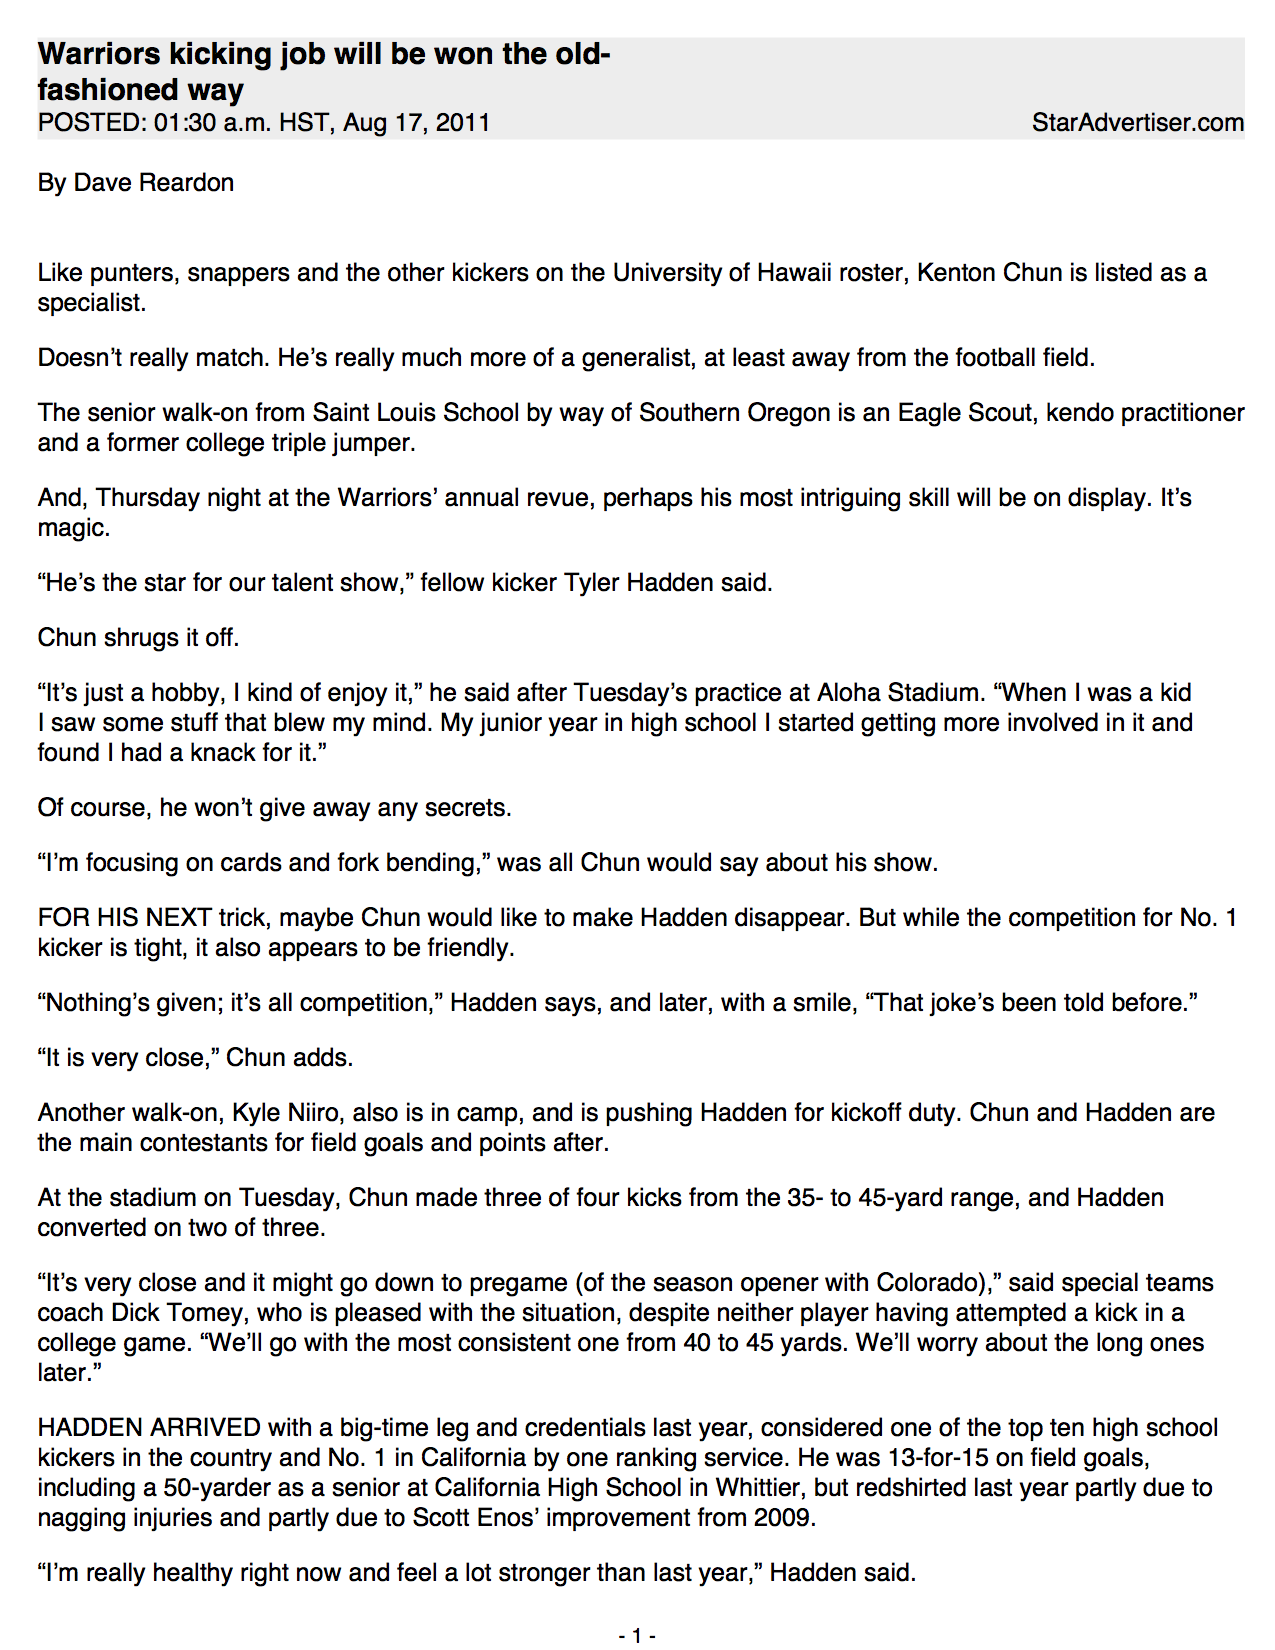 Warriors kicking job will be won the old-
fashioned way
POSTED: 01:30 a.m. HST, Aug 17, 2011 StarAdvertiser.com
By Dave Reardon
Like punters, snappers and the other kickers on the University of Hawaii roster, Kenton Chun is listed as a
specialist.
Doesn’t really match. He’s really much more of a generalist, at least away from the football field.
The senior walk-on from Saint Louis School by way of Southern Oregon is an Eagle Scout, kendo practitioner
and a former college triple jumper.
And, Thursday night at the Warriors’ annual revue, perhaps his most intriguing skill will be on display. It’s
magic.
“He’s the star for our talent show,” fellow kicker Tyler Hadden said.
Chun shrugs it off.
“It’s just a hobby, I kind of enjoy it,” he said after Tuesday’s practice at Aloha Stadium. “When I was a kid
I saw some stuff that blew my mind. My junior year in high school I started getting more involved in it and
found I had a knack for it.”
Of course, he won’t give away any secrets.
“I’m focusing on cards and fork bending,” was all Chun would say about his show.
FOR HIS NEXT trick, maybe Chun would like to make Hadden disappear. But while the competition for No. 1
kicker is tight, it also appears to be friendly.
“Nothing’s given; it’s all competition,” Hadden says, and later, with a smile, “That joke’s been told before.”
“It is very close,” Chun adds.
Another walk-on, Kyle Niiro, also is in camp, and is pushing Hadden for kickoff duty. Chun and Hadden are
the main contestants for field goals and points after.
At the stadium on Tuesday, Chun made three of four kicks from the 35- to 45-yard range, and Hadden
converted on two of three.
“It’s very close and it might go down to pregame (of the season opener with Colorado),” said special teams
coach Dick Tomey, who is pleased with the situation, despite neither player having attempted a kick in a
college game. “We’ll go with the most consistent one from 40 to 45 yards. We’ll worry about the long ones
later.”
HADDEN ARRIVED with a big-time leg and credentials last year, considered one of the top ten high school
kickers in the country and No. 1 in California by one ranking service. He was 13-for-15 on field goals,
including a 50-yarder as a senior at California High School in Whittier, but redshirted last year partly due to
nagging injuries and partly due to Scott Enos’ improvement from 2009.
“I’m really healthy right now and feel a lot stronger than last year,” Hadden said.
- 1 -